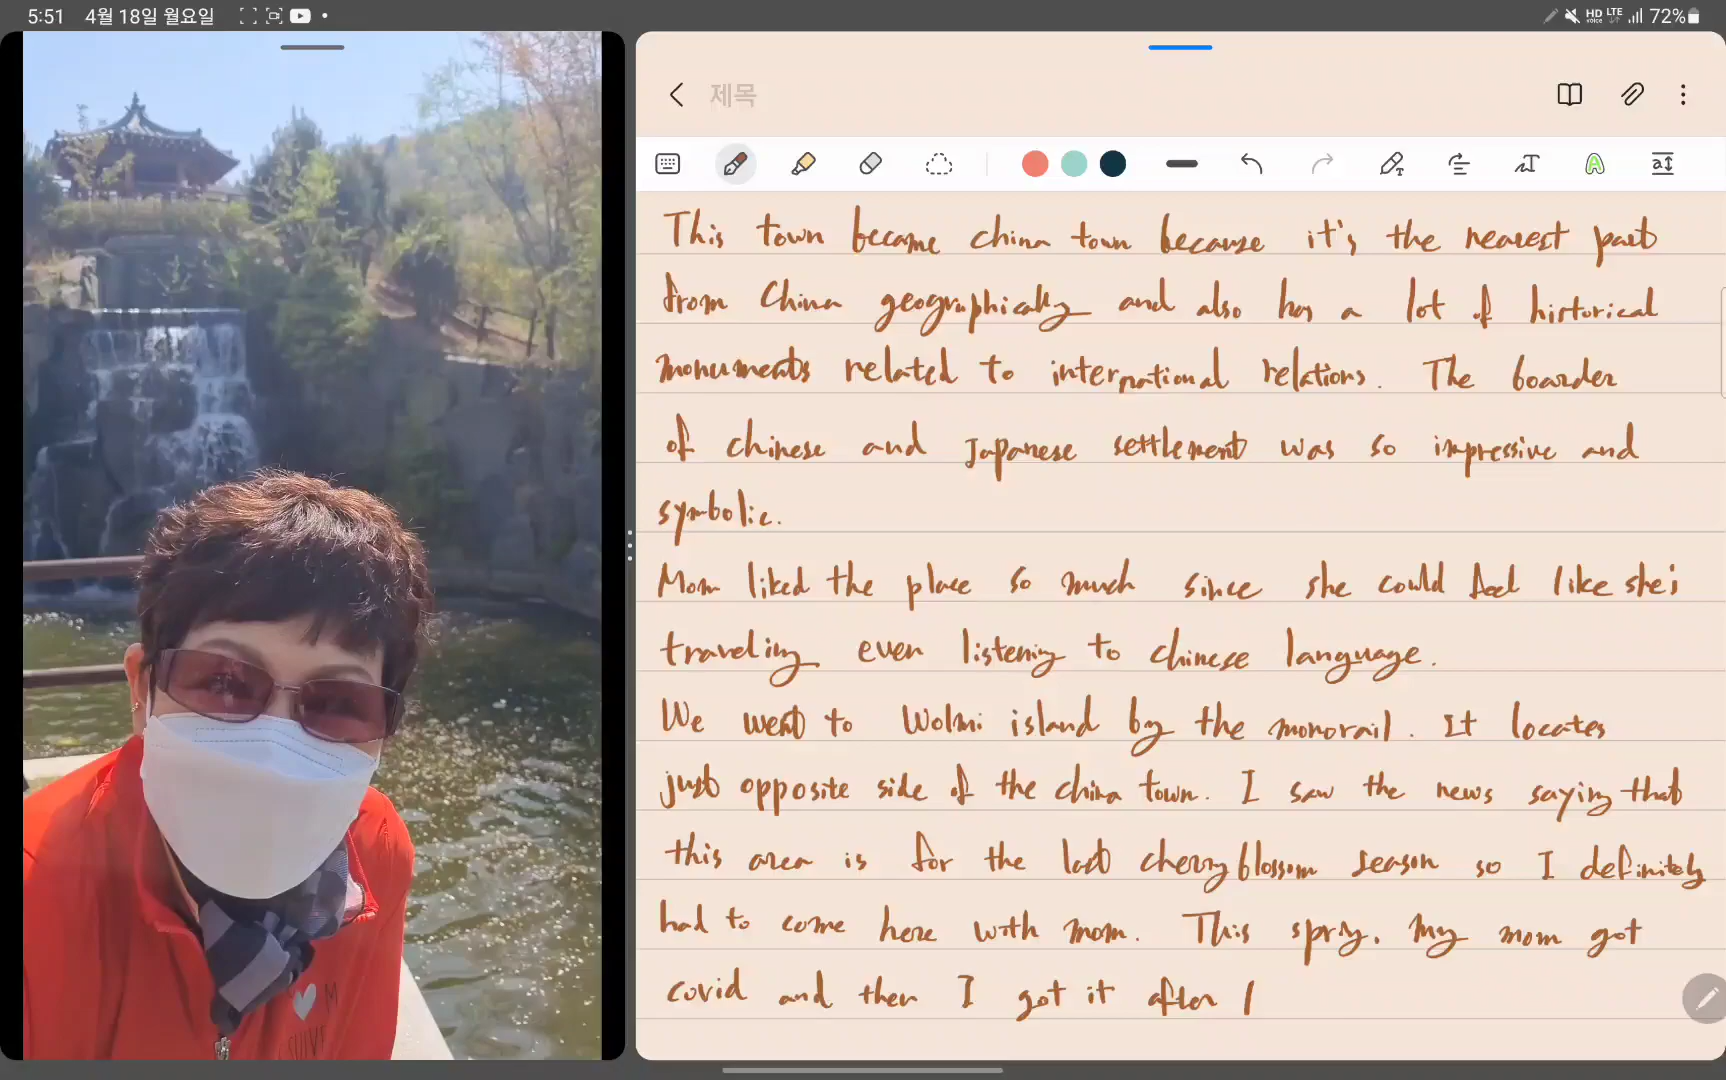 5:51 4월 18일 월요일
HD voice LTE 72%
제목
This town became china town because it's the nearest part
from China geographically and also has a lot of historical
monuments related to international relations. The boarder
of chinese and Japanese settlement was so impressive and
symbolic.
Mom liked the place so much since she could feel like she's
traveling even listening to chinese language.
We went to Wolmi island by the monorail. It locates
just opposite side of the china town. I saw the news saying that
this area is for the last cherry blossom season so I definitely
had to come here with mom. This spring, my mom got
covid and then I got it after
M